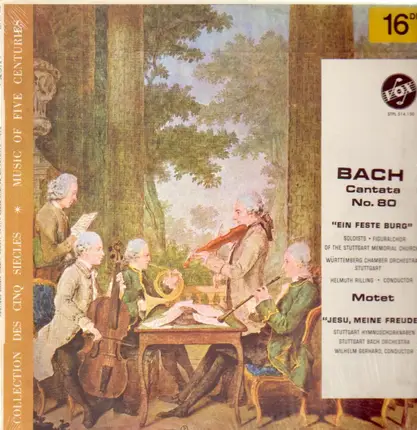 COLLECTION DES CINQ SIECLES ★ MUSIC OF FIVE CENTURIES
16
VOX
BACH
Cantata
No. 80
"EIN FESTE BURG"
SOLOISTS • FIGURALCHOR
OF THE STUTTGART MEMORIAL CHURCH
WÜRTTEMBERG CHAMBER ORCHESTRA
STUTTGART
HELMUTH RILLING – CONDUCTOR
Motet
"JESU, MEINE FREUDE
STUTTGART HYMNUSCHORKNABEN
STUTTGART BACH ORCHESTRA
WILHELM GERHARD, CONDUCTOR